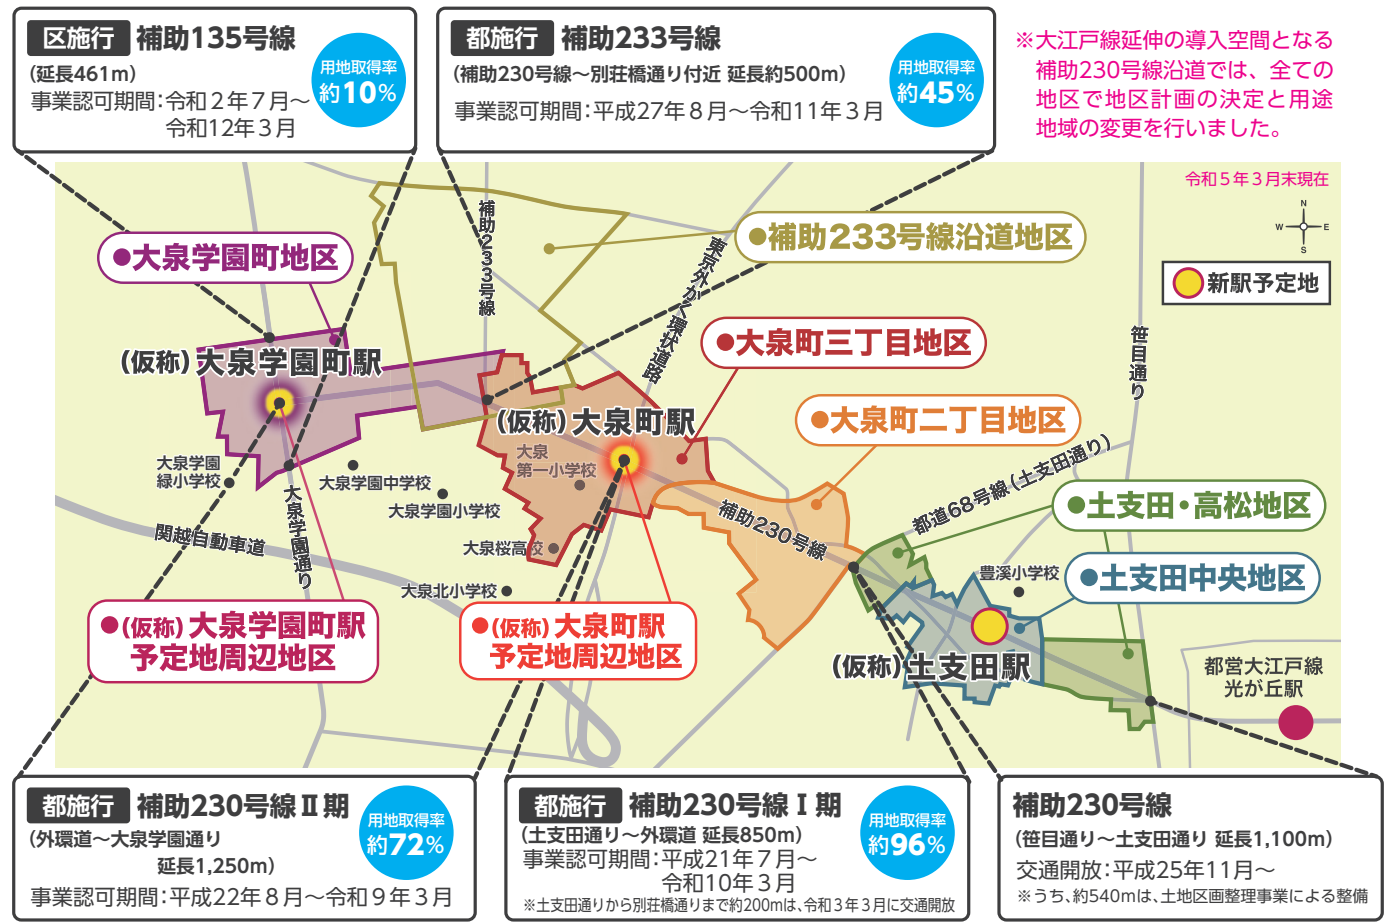 区施行 補助135号線
(延長461m)
事業認可期間:令和2年7月～
令和12年3月
用地取得率
約10%
都施行 補助233号線
(補助230号線～別荘橋通り付近 延長約500m)
事業認可期間:平成27年8月～令和11年3月
用地取得率
約45%
※大江戸線延伸の導入空間となる
補助230号線沿道では、全ての
地区で地区計画の決定と用途
地域の変更を行いました。
令和5年3月末現在
N
W E
S
新駅予定地
●大泉学園町地区
補助233号線
●補助233号線沿道地区
東京外かく環状道路
●大泉町三丁目地区
笹目通り
(仮称)大泉学園町駅
(仮称)大泉町駅
●大泉町二丁目地区
大泉学園
緑小学校
大泉学園中学校
大泉学園小学校
大泉
第一小学校
大泉桜高校
大泉北小学校
関越自動車道
大泉学園通り
補助230号線
都道68号線(土支田通り)
●土支田・高松地区
豊溪小学校
●土支田中央地区
●(仮称)大泉学園町駅
予定地周辺地区
●(仮称)大泉町駅
予定地周辺地区
(仮称)土支田駅
都営大江戸線
光が丘駅
都施行 補助230号線Ⅱ期
(外環道～大泉学園通り
延長1,250m)
事業認可期間:平成22年8月～令和9年3月
用地取得率
約72%
都施行 補助230号線Ⅰ期
(土支田通り～外環道 延長850m)
事業認可期間:平成21年7月～
令和10年3月
※土支田通りから別荘橋通りまで約200mは、令和3年3月に交通開放
用地取得率
約96%
補助230号線
(笹目通り～土支田通り 延長1,100m)
交通開放:平成25年11月～
※うち、約540mは、土地区画整理事業による整備